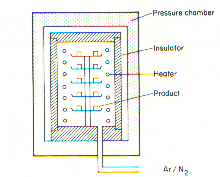 Pressure chamber
Insulator
Heater
Product
Ar / N2